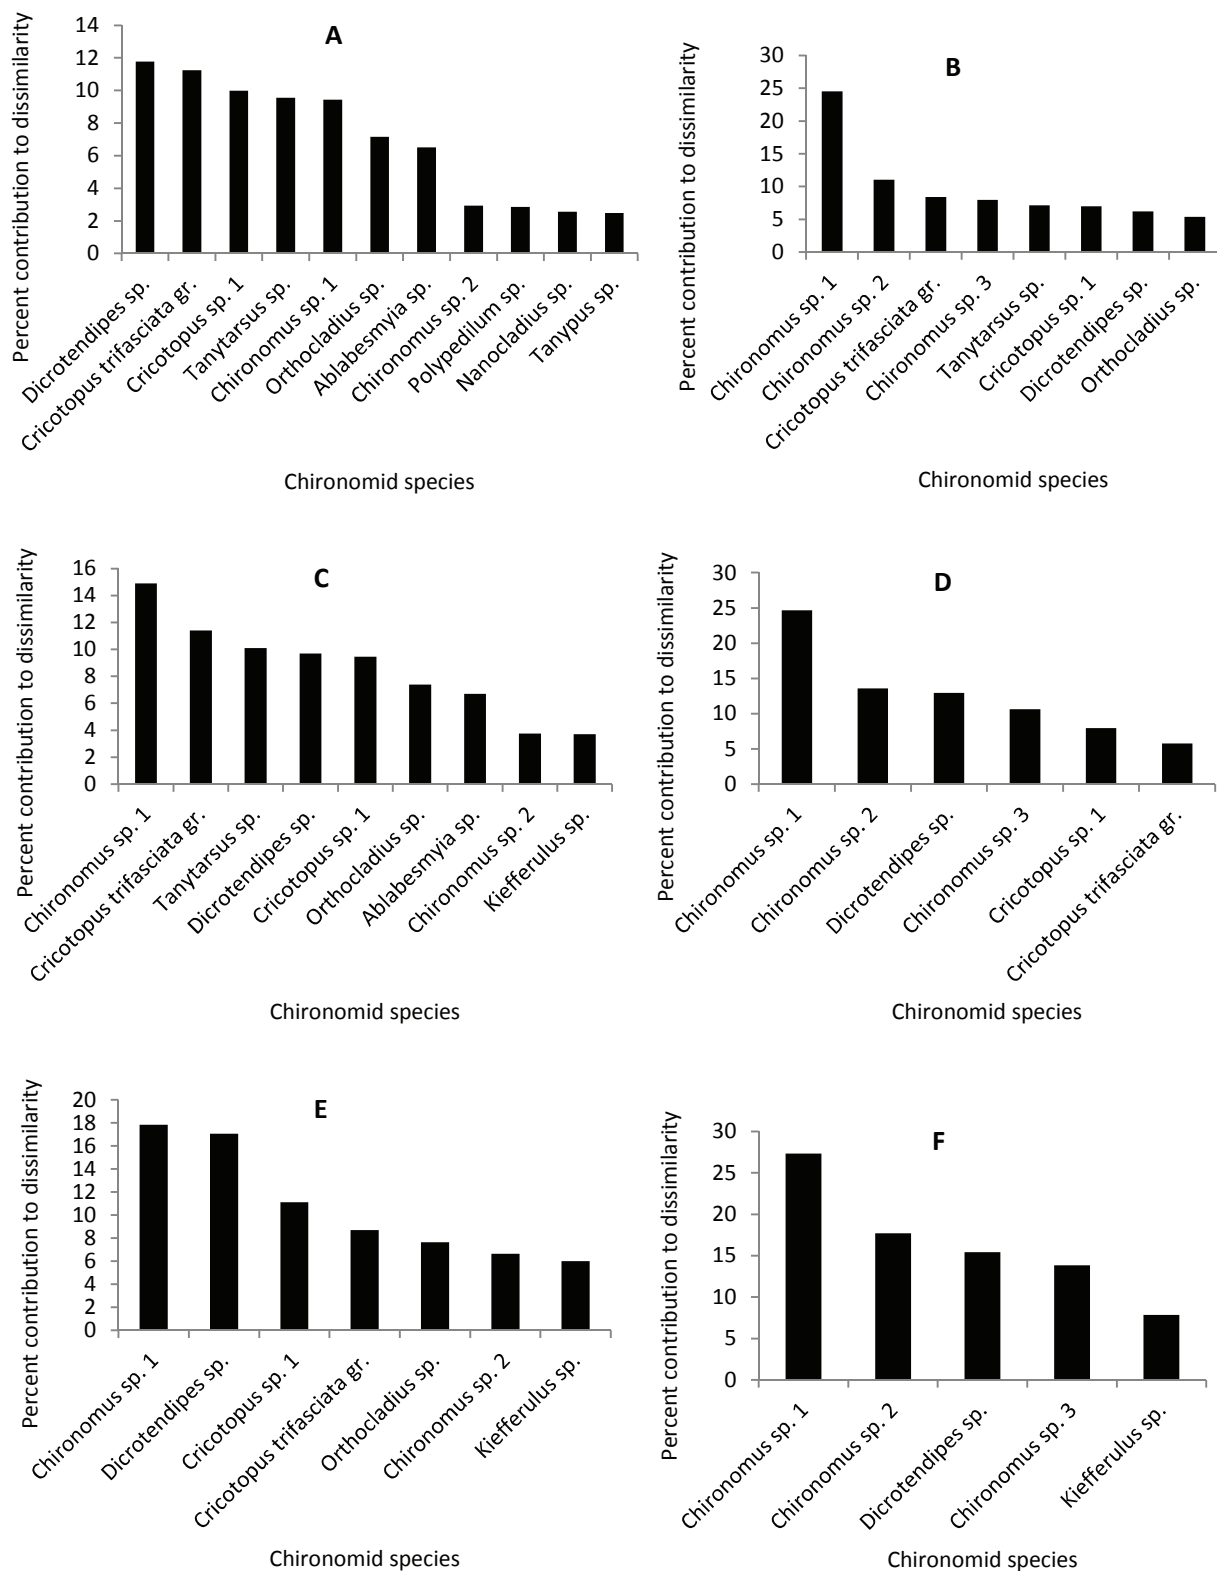 A
Percent contribution to dissimilarity
14
12
10
8
6
4
2
0
Dicrotendipes sp.
Cricotopus trifasciata gr.
Cricotopus sp. 1
Tanytarsus sp.
Chironomus sp. 1
Orthocladius sp.
Ablabesmyia sp.
Chironomus sp. 2
Polypedilum sp.
Nanocladius sp.
Tanypus sp.
Chironomid species
B
Percent contribution to dissimilarity
30
25
20
15
10
5
0
Chironomus sp. 1
Chironomus sp. 2
Cricotopus trifasciata gr.
Chironomus sp. 3
Tanytarsus sp.
Cricotopus sp. 1
Dicrotendipes sp.
Orthocladius sp.
Chironomid species
C
Percent contribution to dissimilarity
16
14
12
10
8
6
4
2
0
Chironomus sp. 1
Cricotopus trifasciata gr.
Tanytarsus sp.
Dicrotendipes sp.
Cricotopus sp. 1
Orthocladius sp.
Ablabesmyia sp.
Chironomus sp. 2
Kiefferulus sp.
Chironomid species
D
Percent contribution to dissimilarity
30
25
20
15
10
5
0
Chironomus sp. 1
Chironomus sp. 2
Dicrotendipes sp.
Chironomus sp. 3
Cricotopus sp. 1
Cricotopus trifasciata gr.
Chironomid species
E
Percent contribution to dissimilarity
20
18
16
14
12
10
8
6
4
2
0
Chironomus sp. 1
Dicrotendipes sp.
Cricotopus sp. 1
Cricotopus trifasciata gr.
Orthocladius sp.
Chironomus sp. 2
Kiefferulus sp.
Chironomid species
F
Percent contribution to dissimilarity
30
25
20
15
10
5
0
Chironomus sp. 1
Chironomus sp. 2
Dicrotendipes sp.
Chironomus sp. 3
Kiefferulus sp.
Chironomid species